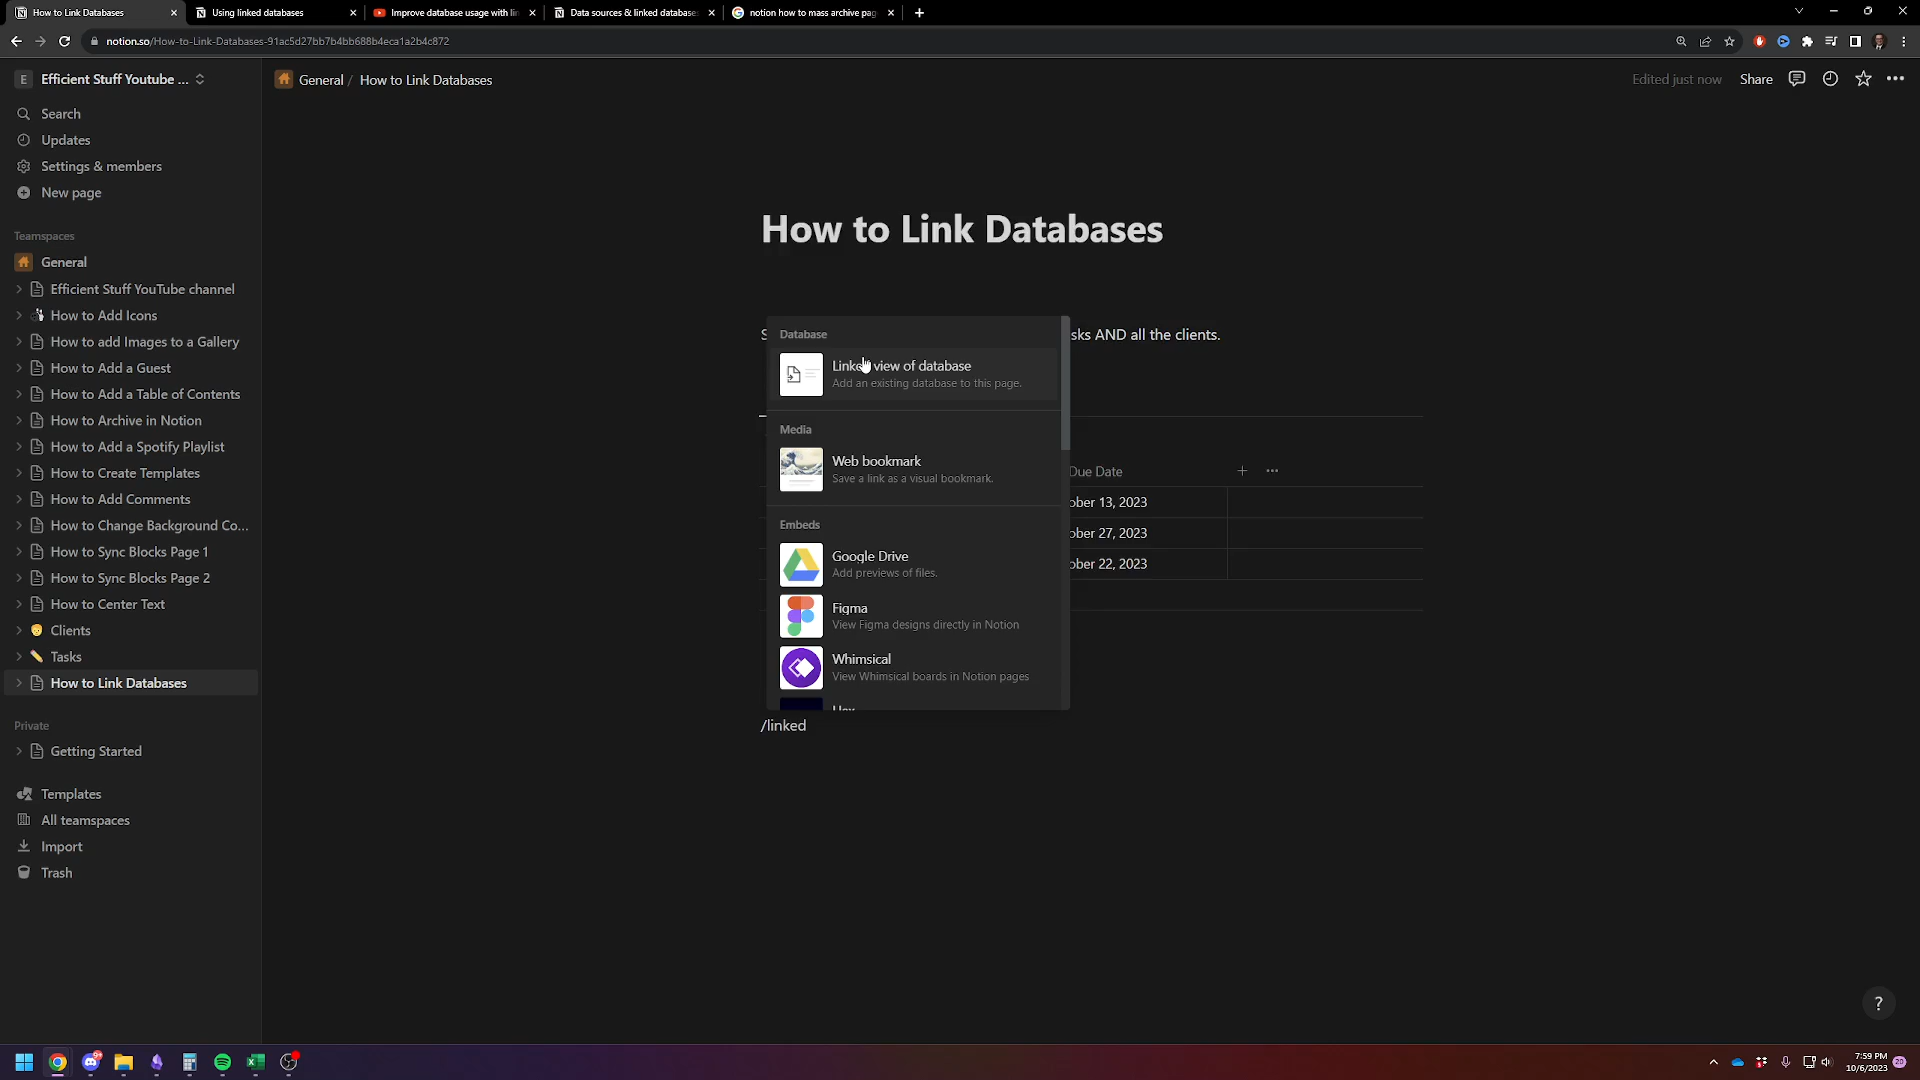 How to Link Databases
Using linked databases
Improve database usage with lin
Data sources & linked database
notion how to mass archive pag
notion.so/How-to-Link-Databases-91ac5d27bb7b4bb688b4eca1a2b4c872
E Efficient Stuff Youtube ...
General / How to Link Databases
Edited just now
Share
Search
Updates
Settings & members
New page
Teamspaces
General
Efficient Stuff YouTube channel
How to Add Icons
How to add Images to a Gallery
How to Add a Guest
How to Add a Table of Contents
How to Archive in Notion
How to Add a Spotify Playlist
How to Create Templates
How to Add Comments
How to Change Background Co...
How to Sync Blocks Page 1
How to Sync Blocks Page 2
How to Center Text
Clients
Tasks
How to Link Databases
Private
Getting Started
Templates
All teamspaces
Import
Trash
How to Link Databases
sks AND all the clients.
Database
Linked view of database
Add an existing database to this page.
Media
Web bookmark
Save a link as a visual bookmark.
Embeds
Google Drive
Add previews of files.
Figma
View Figma designs directly in Notion
Whimsical
View Whimsical boards in Notion pages
Hex
Due Date
ober 13, 2023
ober 27, 2023
ober 22, 2023
/linked
?
7:59 PM
10/6/2023
20